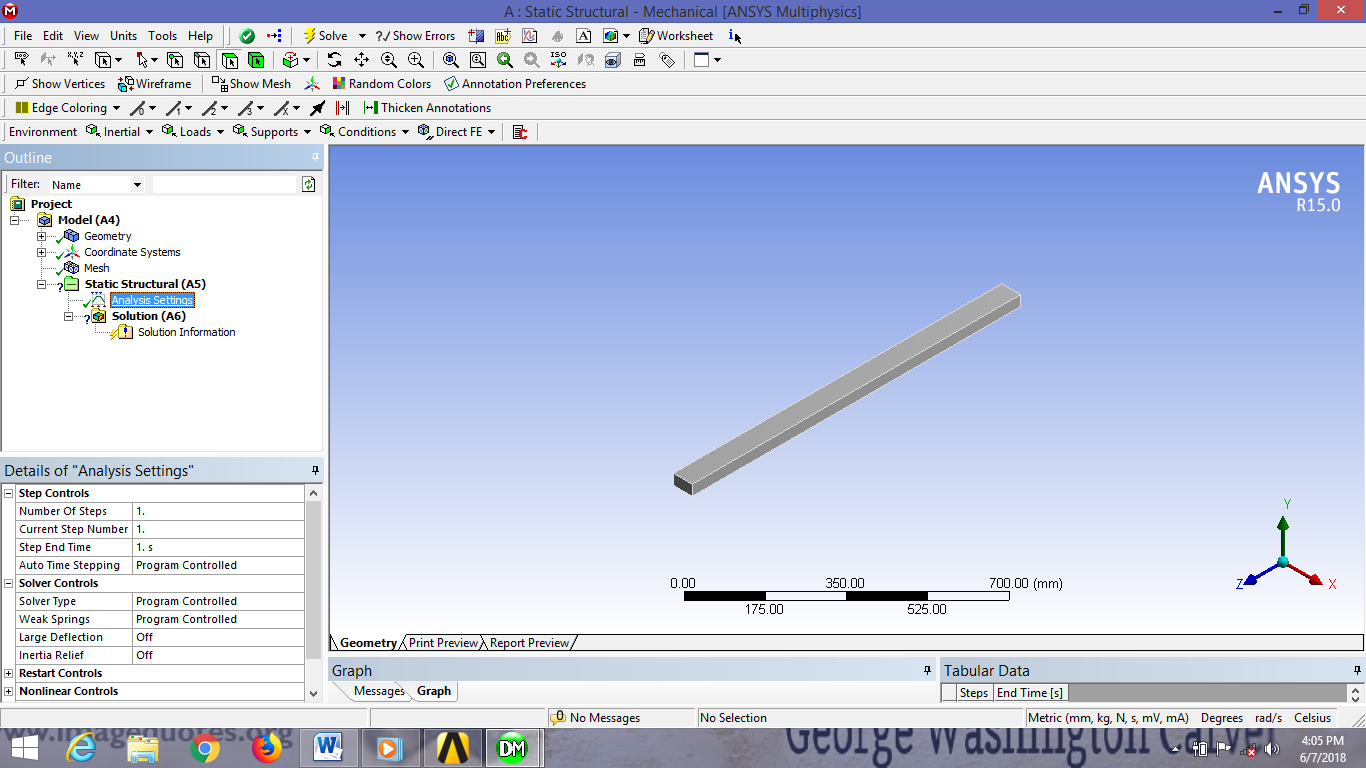 A : Static Structural - Mechanical [ANSYS Multiphysics]
File Edit View Units Tools Help Solve ?/ Show Errors Worksheet
Show Vertices Wireframe Show Mesh Random Colors Annotation Preferences
Edge Coloring Thicken Annotations
Environment Inertial Loads Supports Conditions Direct FE
Outline
Filter: Name
Project
Model (A4)
Geometry
Coordinate Systems
Mesh
Static Structural (A5)
Analysis Settings
Solution (A6)
Solution Information
Details of "Analysis Settings"
Step Controls
Number Of Steps 1.
Current Step Number 1.
Step End Time 1. s
Auto Time Stepping Program Controlled
Solver Controls
Solver Type Program Controlled
Weak Springs Program Controlled
Large Deflection Off
Inertia Relief Off
Restart Controls
Nonlinear Controls
ANSYS
R15.0
Y
Z X
0.00 350.00 700.00 (mm)
175.00 525.00
Geometry Print Preview Report Preview
Graph
Messages Graph
Tabular Data
Steps End Time [s]
No Messages No Selection Metric (mm, kg, N, s, mV, mA) Degrees rad/s Celsius
George Washington Carver
DM
4:05 PM
6/7/2018